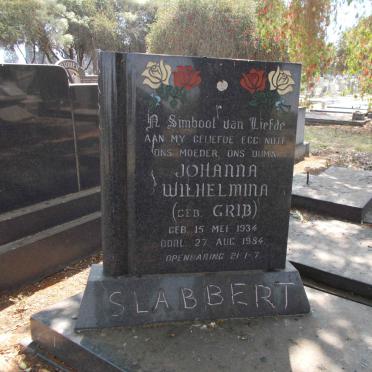 'N Simbool van Liefde
AAN MY GELIEFDE EGGENOTE
ONS MOEDER, ONS OUMA
JOHANNA
WILHELMINA
(GEB. GRIB)
GEB. 15 MEI 1934
OORL. 27 AUG 1984
OPENBARING 21-1-7
SLABBERT